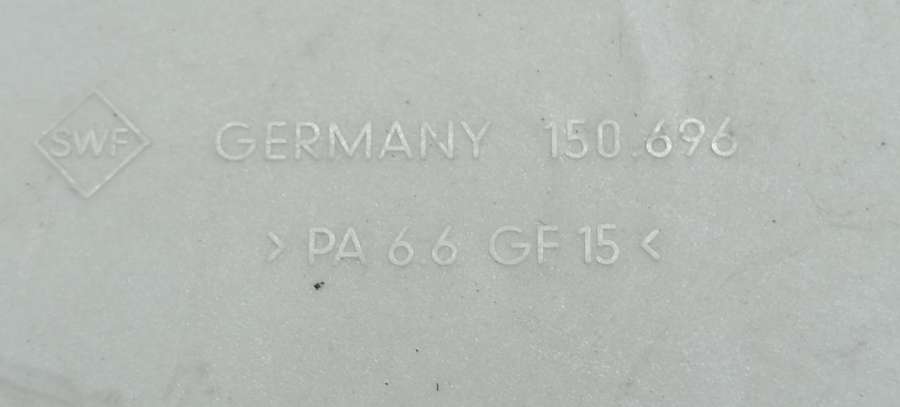 SWF GERMANY 150.696
> PA 6.6 GF 15 <